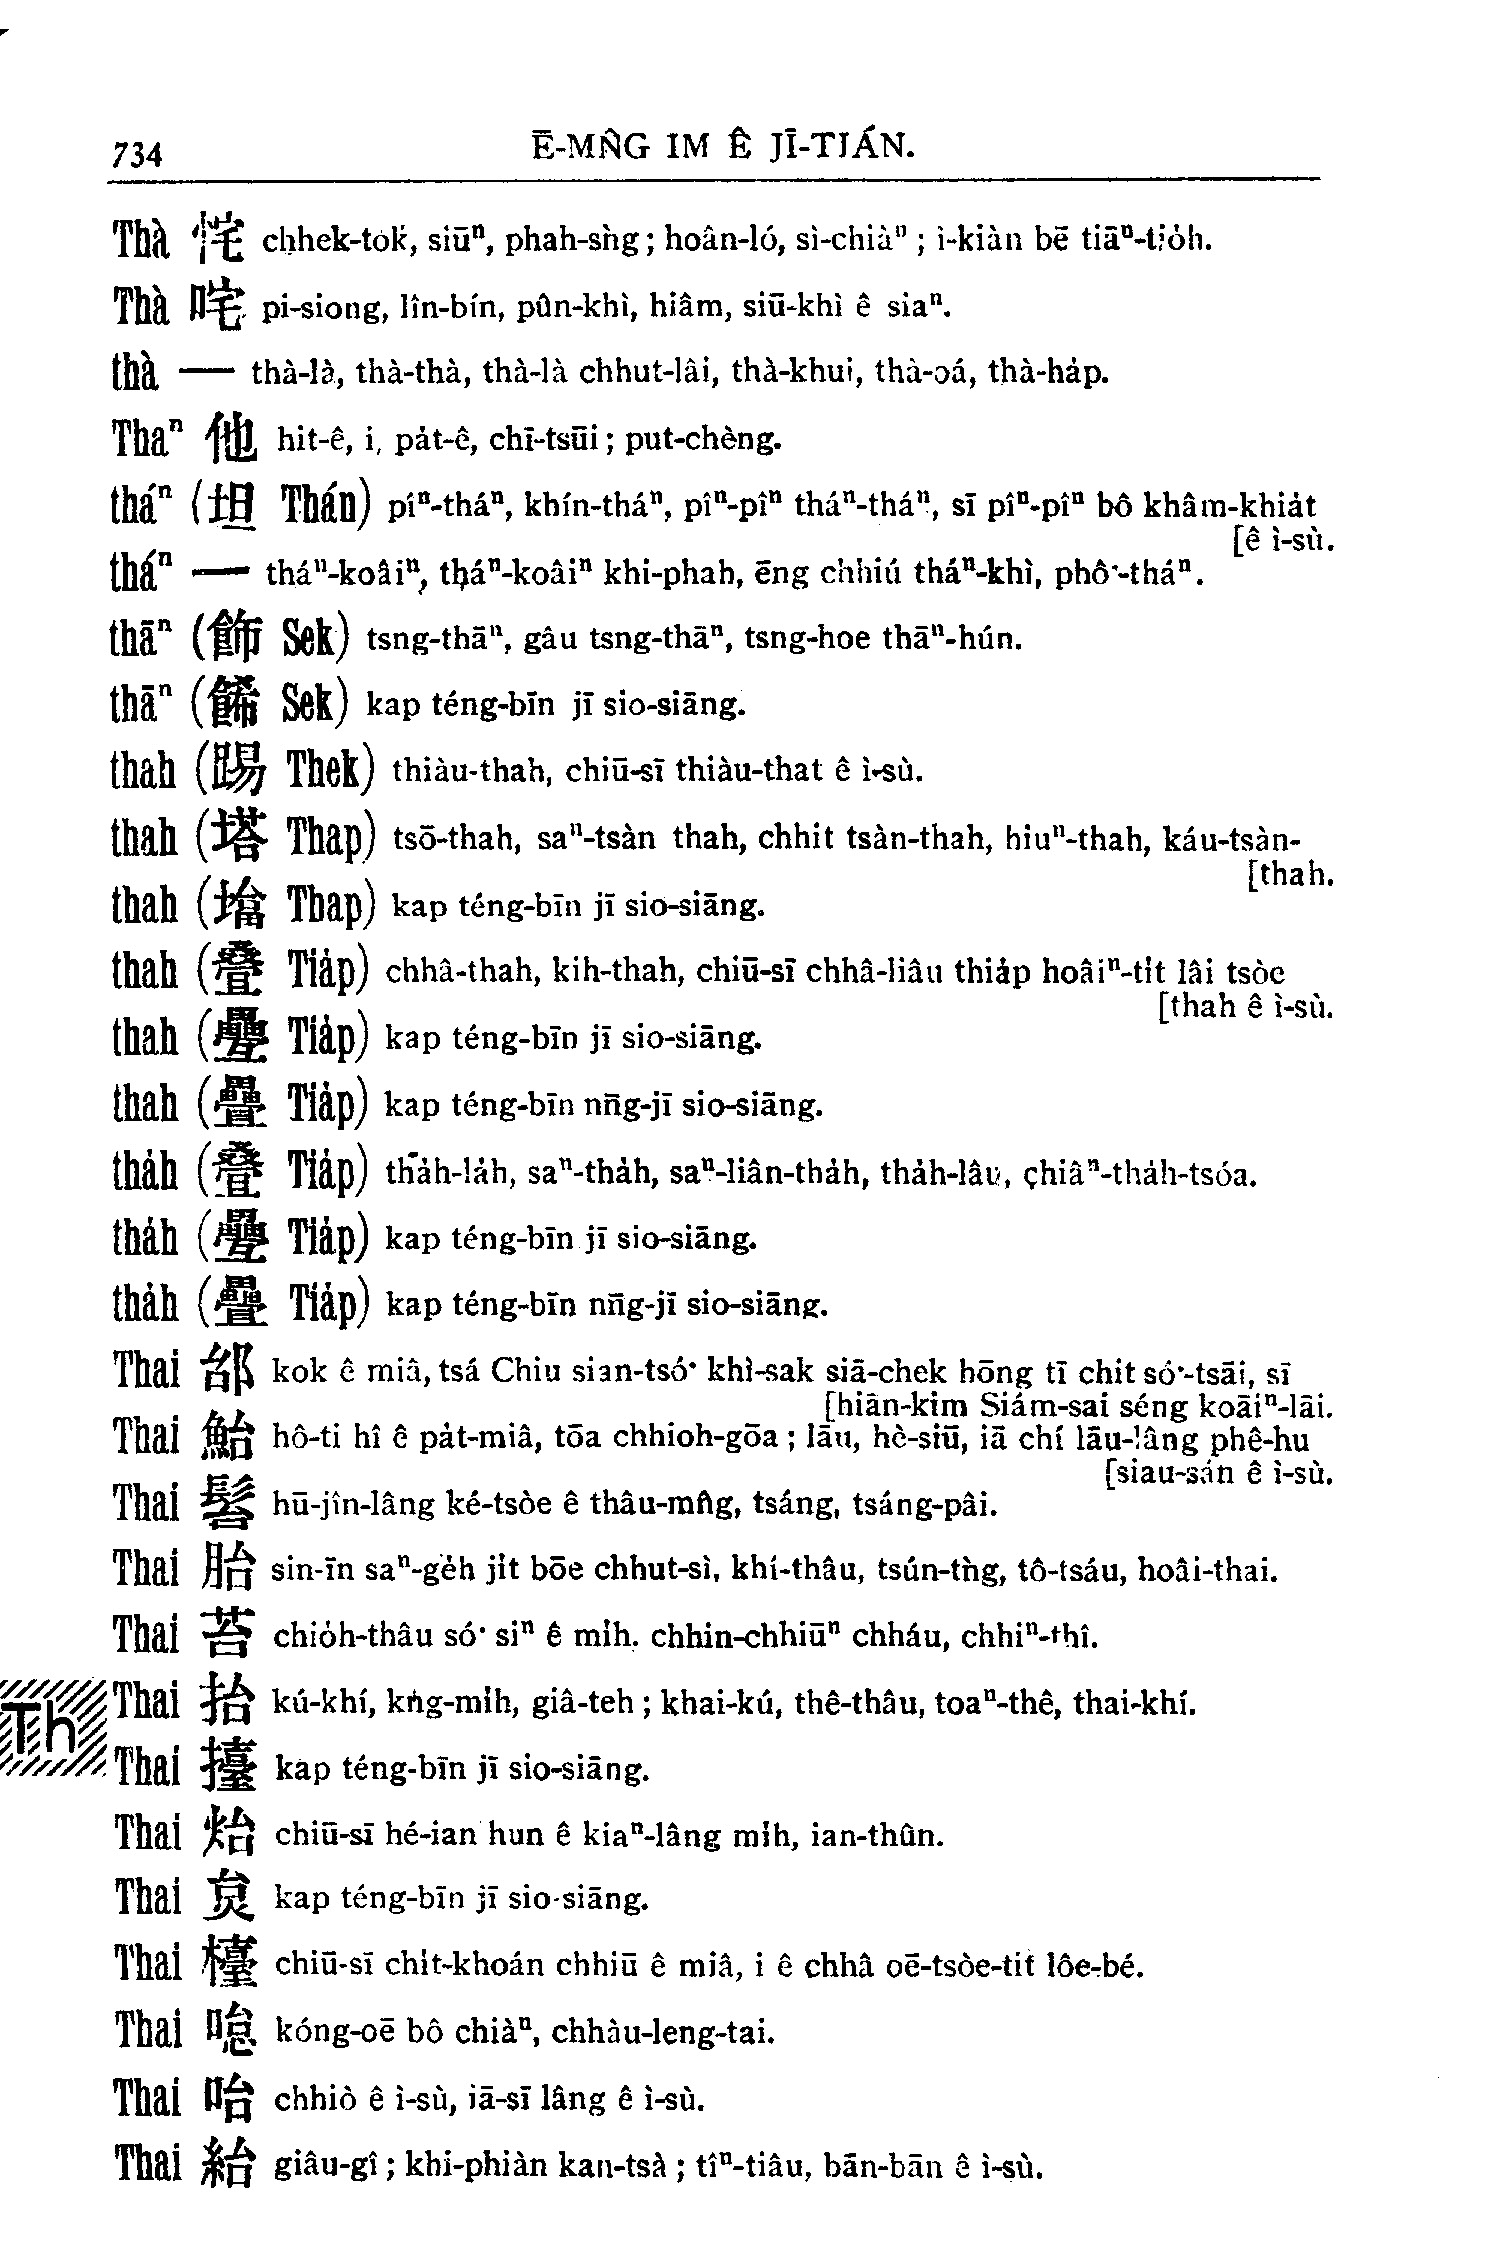 734 Ē-MN̂G IM Ê JĪ-TIÁN.
Thà 㤞 chhek-to̍k, siūⁿ, phah-sǹg; hoân-ló, sì-chiàⁿ; ì-kiàn bē tiāⁿ-tio̍h.
Thà 咤 pi-siong, lîn-bín, pûn-khì, hiâm, siū-khì ê siaⁿ.
thà — thà-là, thà-thà, thà-là chhut-lâi, thà-khui, thà-oá, thà-ha̍p.
Thaⁿ 他 hit-ê, i, pa̍t-ê, chī-tsūi; put-chèng.
tháⁿ (坦 Thán) píⁿ-tháⁿ, khín-tháⁿ, pîⁿ-pîⁿ tháⁿ-tháⁿ, sī pîⁿ-pîⁿ bô khâm-khia̍t
[ê ì-sù.
tháⁿ — tháⁿ-koâiⁿ, tháⁿ-koâiⁿ khi-phah, ēng chhiú tháⁿ-khì, phô͘-tháⁿ.
thāⁿ (飾 Sek) tsng-thāⁿ, gâu tsng-thāⁿ, tsng-hoe thāⁿ-hún.
thāⁿ (餙 Sek) kap téng-bīn jī sio-siāng.
thah (踢 Thek) thiàu-thah, chiū-sī thiàu-that ê ì-sù.
thah (塔 Thap) tsō-thah, saⁿ-tsàn thah, chhit tsàn-thah, hiuⁿ-thah, káu-tsàn-
[thah.
thah (墖 Thap) kap téng-bīn jī sio-siāng.
thah (疊 Tia̍p) chhâ-thah, kih-thah, chiū-sī chhâ-liâu thia̍p hoâiⁿ-ti̍t lâi tsòe
[thah ê ì-sù.
thah (疊 Tia̍p) kap téng-bīn jī sio-siāng.
thah (疊 Tia̍p) kap téng-bīn nn̄g-jī sio-siāng.
tha̍h (疊 Tia̍p) tha̍h-la̍h, saⁿ-tha̍h, saⁿ-liân-tha̍h, tha̍h-lâu, chiâⁿ-tha̍h-tsóa.
tha̍h (疊 Tia̍p) kap téng-bīn jī sio-siāng.
tha̍h (疊 Tia̍p) kap téng-bīn nn̄g-jī sio-siāng.
Thai 邰 kok ê miâ, tsá Chiu sian-tsó͘ khì-sak siā-chek hōng tī chit só͘-tsāi, sī
[hiān-kim Siám-sai séng koāiⁿ-lāi.
Thai 鮐 hô-ti hî ê pa̍t-miâ, tōa chhioh-gōa; lāu, hè-siū, iā chí lāu-lâng phê-hu
[siau-sán ê ì-sù.
Thai 髻 hū-jîn-lâng ké-tsòe ê thâu-mn̂g, tsáng, tsáng-pâi.
Thai 胎 sin-īn saⁿ-ge̍h ji̍t bōe chhut-sì, khí-thâu, tsún-tǹg, tô-tsáu, hoâi-thai.
Thai 苔 chio̍h-thâu só͘ siⁿ ê mi̍h, chhin-chhiūⁿ chháu, chhiⁿ-thî.
Th
Thai 抬 kú-khí, kǹg-mi̍h, giâ-teh; khai-kú, thê-thâu, toaⁿ-thê, thai-khí.
Thai 擡 kap téng-bīn jī sio-siāng.
Thai 炲 chiū-sī hé-ian hun ê kiaⁿ-lâng mi̍h, ian-thûn.
Thai 炱 kap téng-bīn jī sio-siāng.
Thai 檯 chiū-sī chi̍t-khoán chhiū ê miâ, i ê chhâ oē-tsòe-tit lôe-bé.
Thai kóng-oē bô chiàⁿ, chhàu-leng-tai.
Thai 咍 chhiò ê ì-sù, iā-sī lâng ê ì-sù.
Thai 紿 giâu-gî; khi-phiàn kan-tsà; tîⁿ-tiâu, bān-bān ê ì-sù.